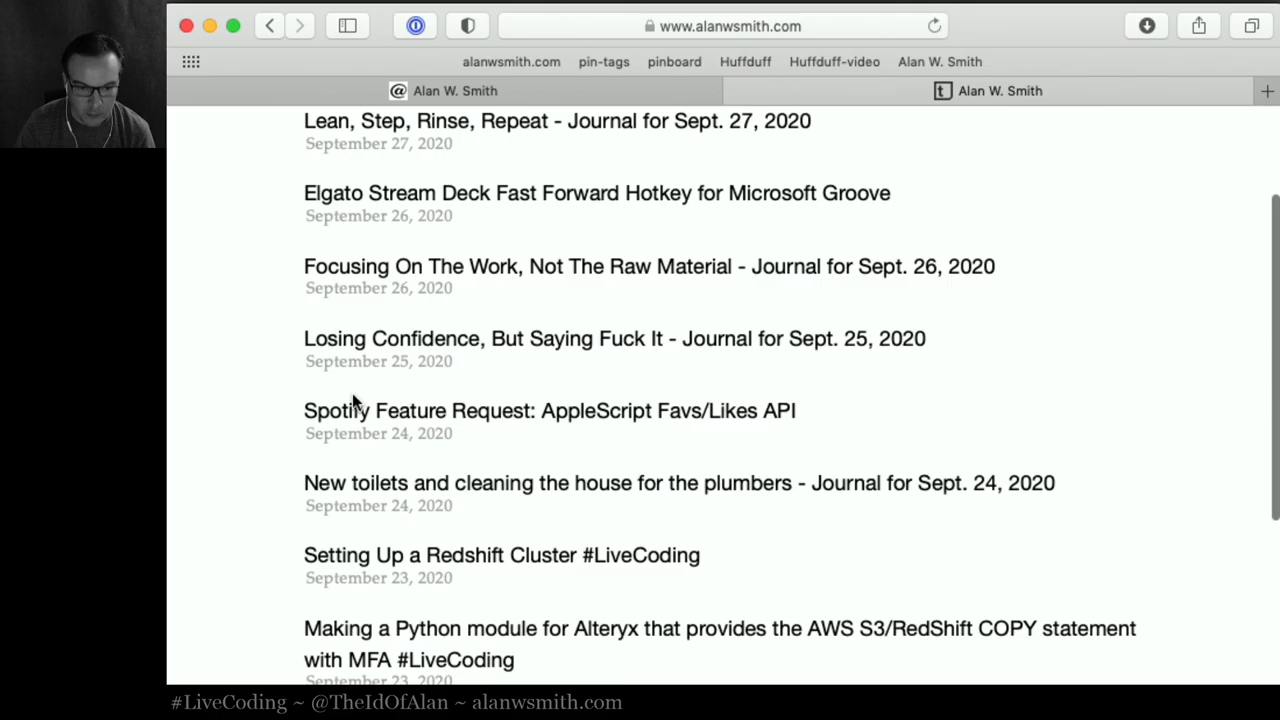 www.alanwsmith.com
alanwsmith.com pin-tags pinboard Huffduff Huffduff-video Alan W. Smith
@ Alan W. Smith t Alan W. Smith
Lean, Step, Rinse, Repeat - Journal for Sept. 27, 2020
September 27, 2020
Elgato Stream Deck Fast Forward Hotkey for Microsoft Groove
September 26, 2020
Focusing On The Work, Not The Raw Material - Journal for Sept. 26, 2020
September 26, 2020
Losing Confidence, But Saying Fuck It - Journal for Sept. 25, 2020
September 25, 2020
Spotify Feature Request: AppleScript Favs/Likes API
September 24, 2020
New toilets and cleaning the house for the plumbers - Journal for Sept. 24, 2020
September 24, 2020
Setting Up a Redshift Cluster #LiveCoding
September 23, 2020
Making a Python module for Alteryx that provides the AWS S3/RedShift COPY statement
with MFA #LiveCoding
September 23, 2020
#LiveCoding ~ @TheIdOfAlan ~ alanwsmith.com